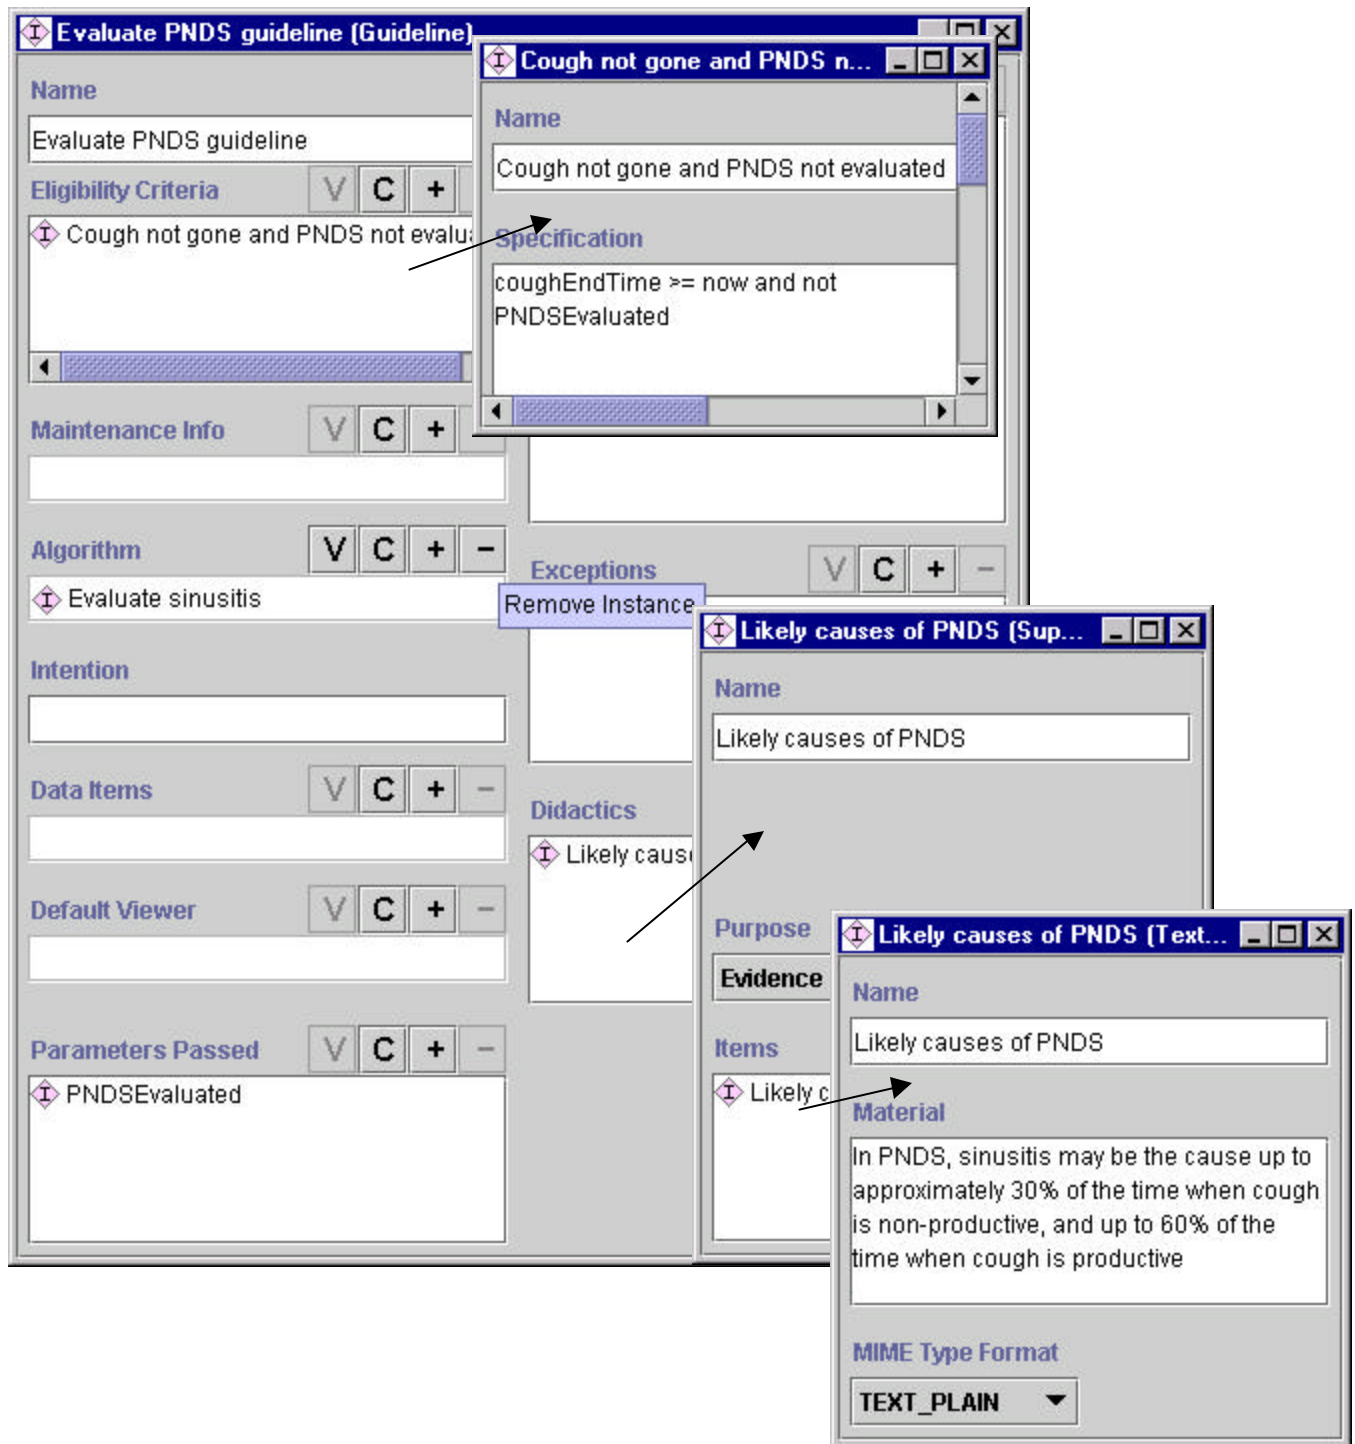 Evaluate PNDS guideline (Guideline)
Name
Evaluate PNDS guideline
Eligibility Criteria V C +
Cough not gone and PNDS not evalua
Maintenance Info V C +
Algorithm V C + −
Evaluate sinusitis
Remove Instance
Intention
Data Items V C + −
Default Viewer V C + −
Parameters Passed V C + −
PNDSEvaluated
Exceptions V C + −
Didactics
Likely cause
Cough not gone and PNDS n...
Name
Cough not gone and PNDS not evaluated
Specification
coughEndTime >= now and not
PNDSEvaluated
Likely causes of PNDS (Sup...
Name
Likely causes of PNDS
Purpose
Evidence
Items
Likely c
Likely causes of PNDS (Text...
Name
Likely causes of PNDS
Material
In PNDS, sinusitis may be the cause up to
approximately 30% of the time when cough
is non-productive, and up to 60% of the
time when cough is productive
MIME Type Format
TEXT_PLAIN